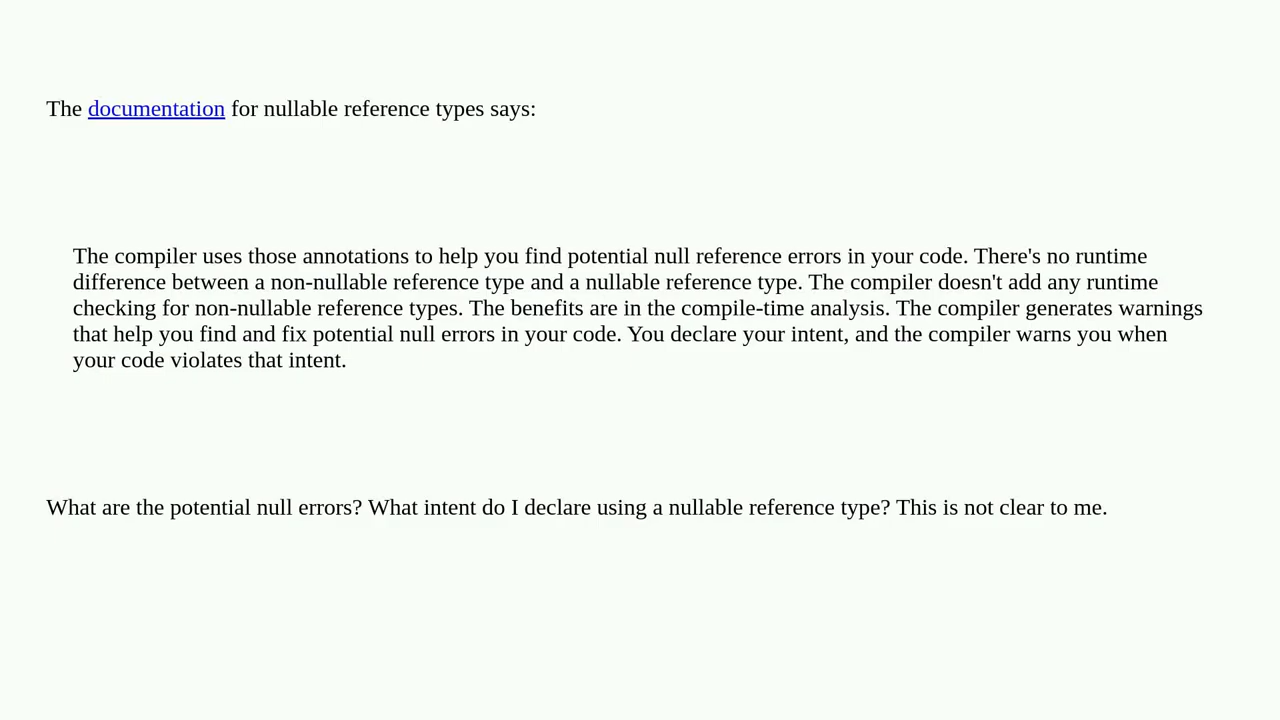 The documentation for nullable reference types says:
The compiler uses those annotations to help you find potential null reference errors in your code. There's no runtime
difference between a non-nullable reference type and a nullable reference type. The compiler doesn't add any runtime
checking for non-nullable reference types. The benefits are in the compile-time analysis. The compiler generates warnings
that help you find and fix potential null errors in your code. You declare your intent, and the compiler warns you when
your code violates that intent.
What are the potential null errors? What intent do I declare using a nullable reference type? This is not clear to me.